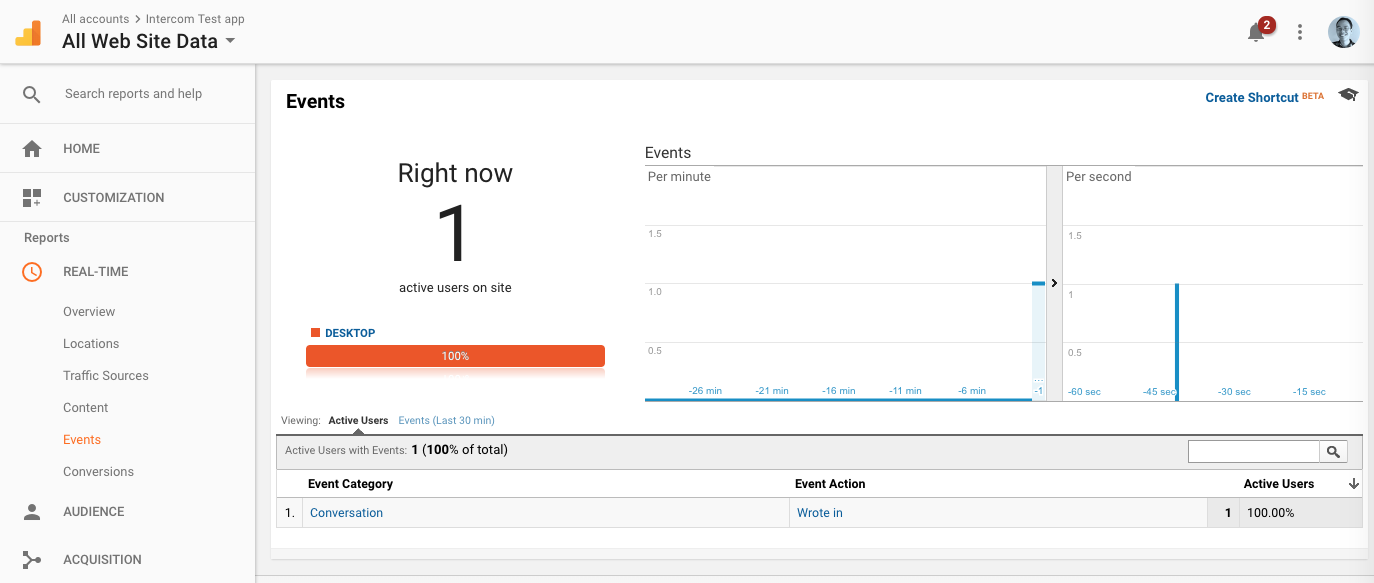 All accounts > Intercom Test app
All Web Site Data
2
Search reports and help
HOME
CUSTOMIZATION
Reports
REAL-TIME
Overview
Locations
Traffic Sources
Content
Events
Conversions
AUDIENCE
ACQUISITION
Events
Create Shortcut BETA
Right now
1
active users on site
DESKTOP
100%
Events
Per minute
1.5
1.0
0.5
-26 min -21 min -16 min -11 min -6 min -1
...
Per second
1.5
1
0.5
-60 sec -45 sec -30 sec -15 sec
Viewing: Active Users Events (Last 30 min)
Active Users with Events: 1 (100% of total)
Event Category Event Action Active Users
1. Conversation Wrote in 1 100.00%